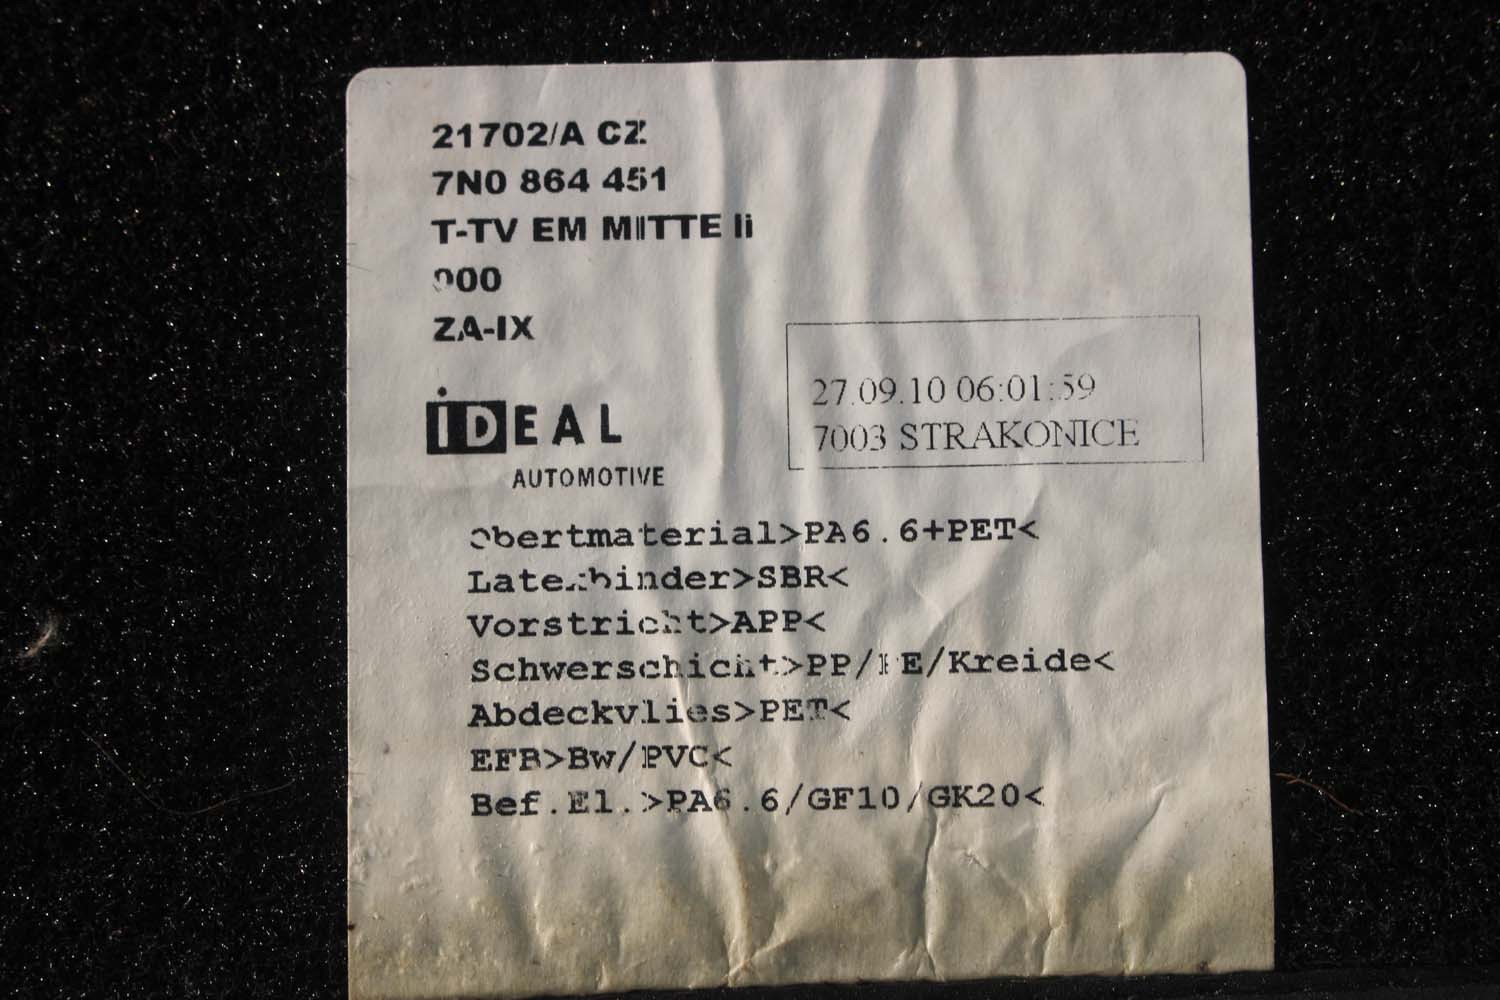 21702/A CZ
7N0 864 451
T-TV EM MITTE li
000
ZA-IX
27.09.10 06:01:59
7003 STRAKONICE
iDEAL
AUTOMOTIVE
Obertmaterial>PA6.6+PET<
Latexbinder>SBR<
Vorstricht>APP<
Schwerschicht>PP/PE/Kreide<
Abdeckvlies>PET<
EFB>Bw/PVC<
Bef.El.>PA6.6/GF10/GK20<